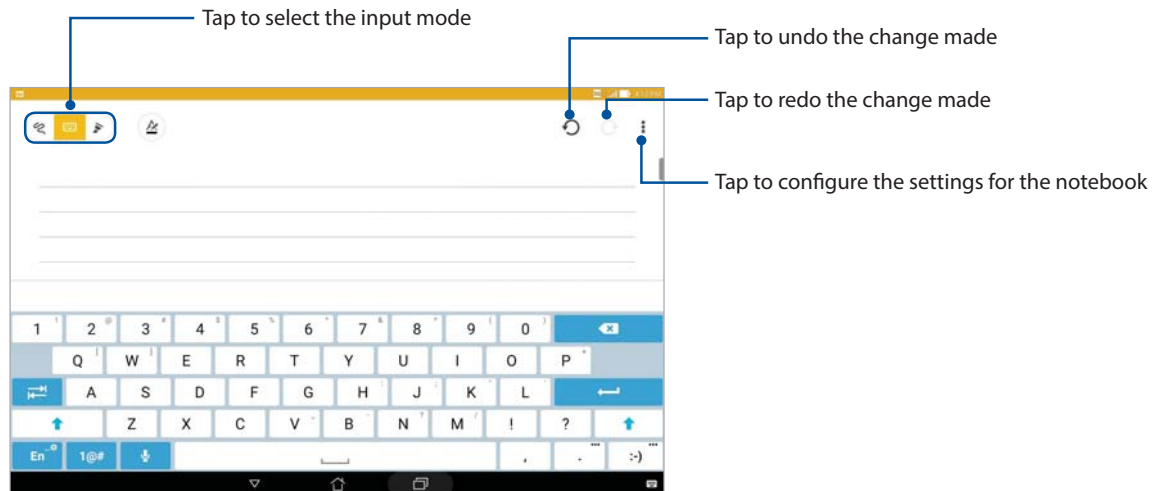 Tap to select the input mode
Tap to undo the change made
Tap to redo the change made
Tap to configure the settings for the notebook
1 2 3 4 5 6 7 8 9 0
Q W E R T Y U I O P
A S D F G H J K L
Z X C V B N M ! ?
En 1@# , . :-)